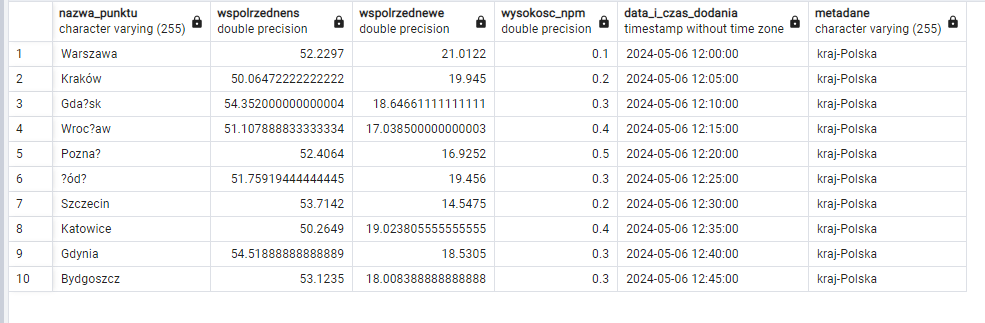 nazwa_punktu wspolrzednens wspolrzednewe wysokosc_npm data_i_czas_dodania metadane
character varying (255) double precision double precision double precision timestamp without time zone character varying (255)
1 Warszawa 52.2297 21.0122 0.1 2024-05-06 12:00:00 kraj-Polska
2 Kraków 50.06472222222222 19.945 0.2 2024-05-06 12:05:00 kraj-Polska
3 Gda?sk 54.352000000000004 18.64661111111111 0.3 2024-05-06 12:10:00 kraj-Polska
4 Wroc?aw 51.107888833333334 17.038500000000003 0.4 2024-05-06 12:15:00 kraj-Polska
5 Pozna? 52.4064 16.9252 0.5 2024-05-06 12:20:00 kraj-Polska
6 ?ód? 51.75919444444445 19.456 0.3 2024-05-06 12:25:00 kraj-Polska
7 Szczecin 53.7142 14.5475 0.2 2024-05-06 12:30:00 kraj-Polska
8 Katowice 50.2649 19.023805555555555 0.4 2024-05-06 12:35:00 kraj-Polska
9 Gdynia 54.51888888888889 18.5305 0.3 2024-05-06 12:40:00 kraj-Polska
10 Bydgoszcz 53.1235 18.008388888888888 0.3 2024-05-06 12:45:00 kraj-Polska